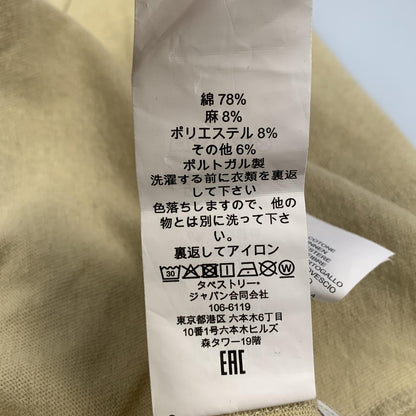 綿 78%
麻 8%
ポリエステル 8%
その他 6%
ポルトガル製
洗濯する前に衣類を裏返
して下さい
色落ちしますので、他の
物とは別に洗って下さ
い。
裏返してアイロン
30 W
タペストリー・
ジャパン合同会社
106-6119
東京都港区 六本木6丁目
10番1号六本木ヒルズ
森タワー19階
EAC
COTONE